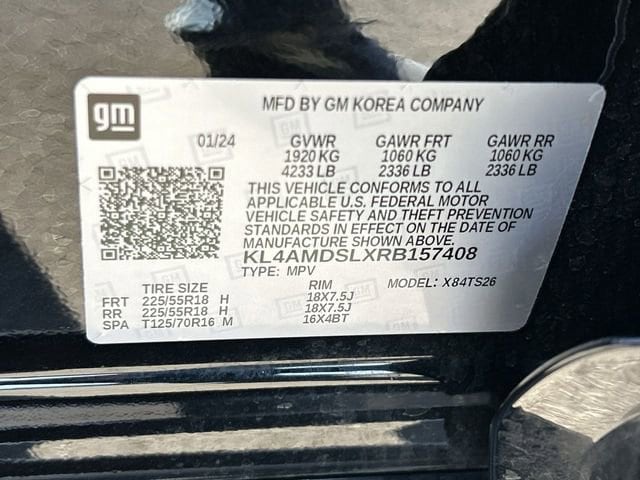 gm
MFD BY GM KOREA COMPANY
01/24 GVWR GAWR FRT GAWR RR
1920 KG 1060 KG 1060 KG
4233 LB 2336 LB 2336 LB
THIS VEHICLE CONFORMS TO ALL
APPLICABLE U.S. FEDERAL MOTOR
VEHICLE SAFETY AND THEFT PREVENTION
STANDARDS IN EFFECT ON THE DATE OF
MANUFACTURE SHOWN ABOVE.
KL4AMDSLXRB157408
TYPE: MPV MODEL: X84TS26
TIRE SIZE RIM
FRT 225/55R18 H 18X7.5J
RR 225/55R18 H 18X7.5J
SPA T125/70R16 M 16X4BT